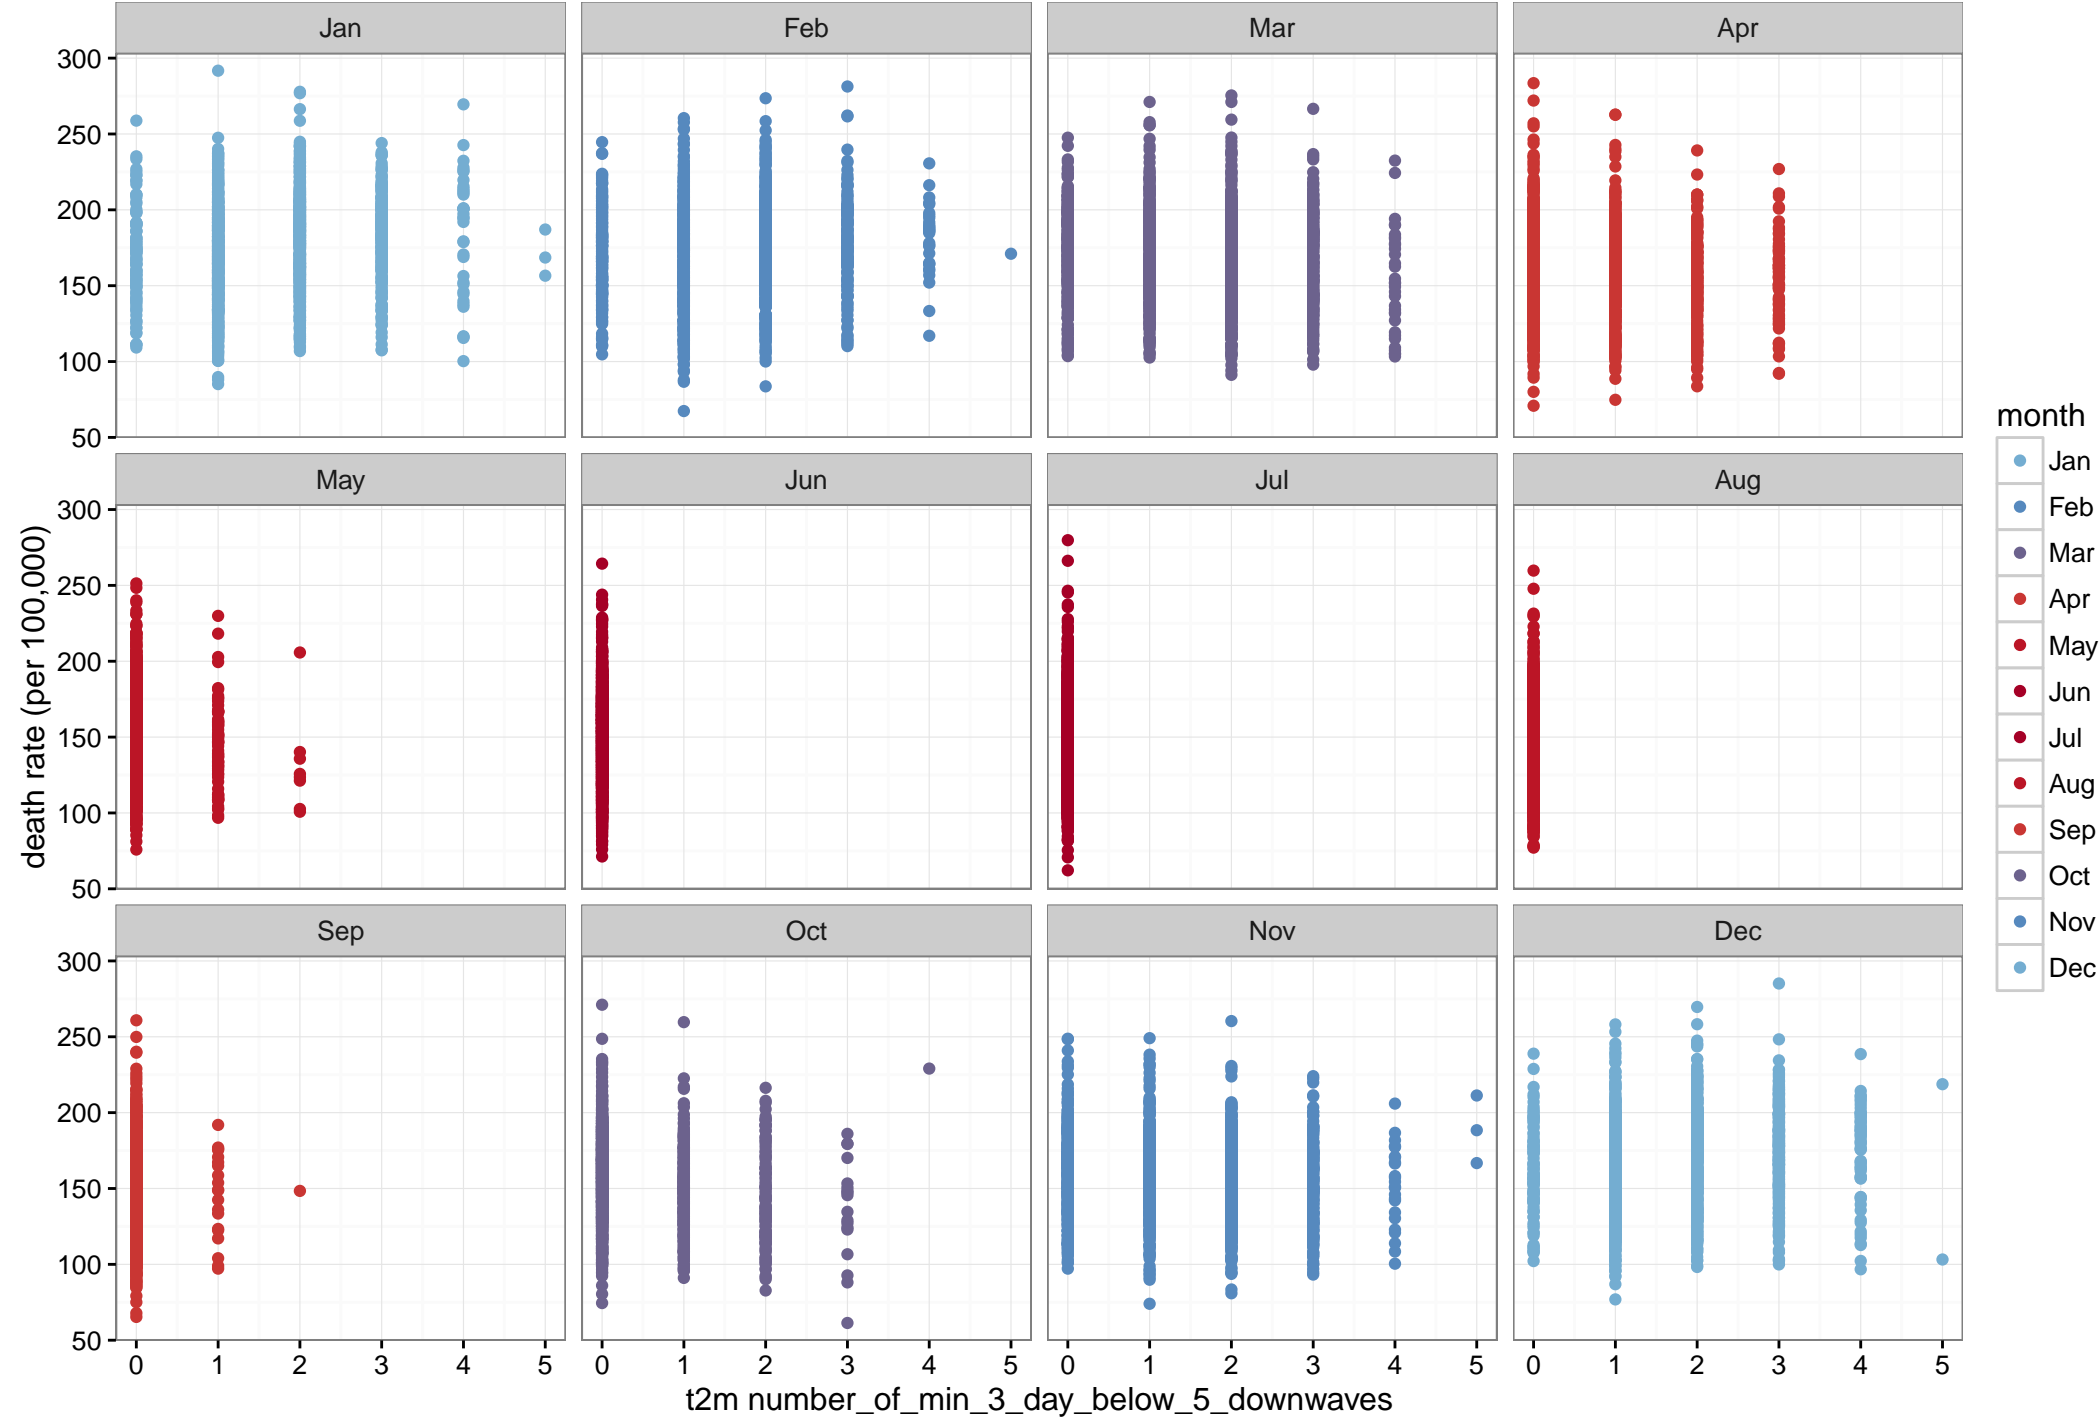 Jan Feb Mar Apr
300
250
200
150
100
50
May Jun Jul Aug
300
250
200
150
100
50
Sep Oct Nov Dec
300
250
200
150
100
50
0 1 2 3 4 5 0 1 2 3 4 5 0 1 2 3 4 5 0 1 2 3 4 5
t2m number_of_min_3_day_below_5_downwaves
death rate (per 100,000)
month
Jan
Feb
Mar
Apr
May
Jun
Jul
Aug
Sep
Oct
Nov
Dec